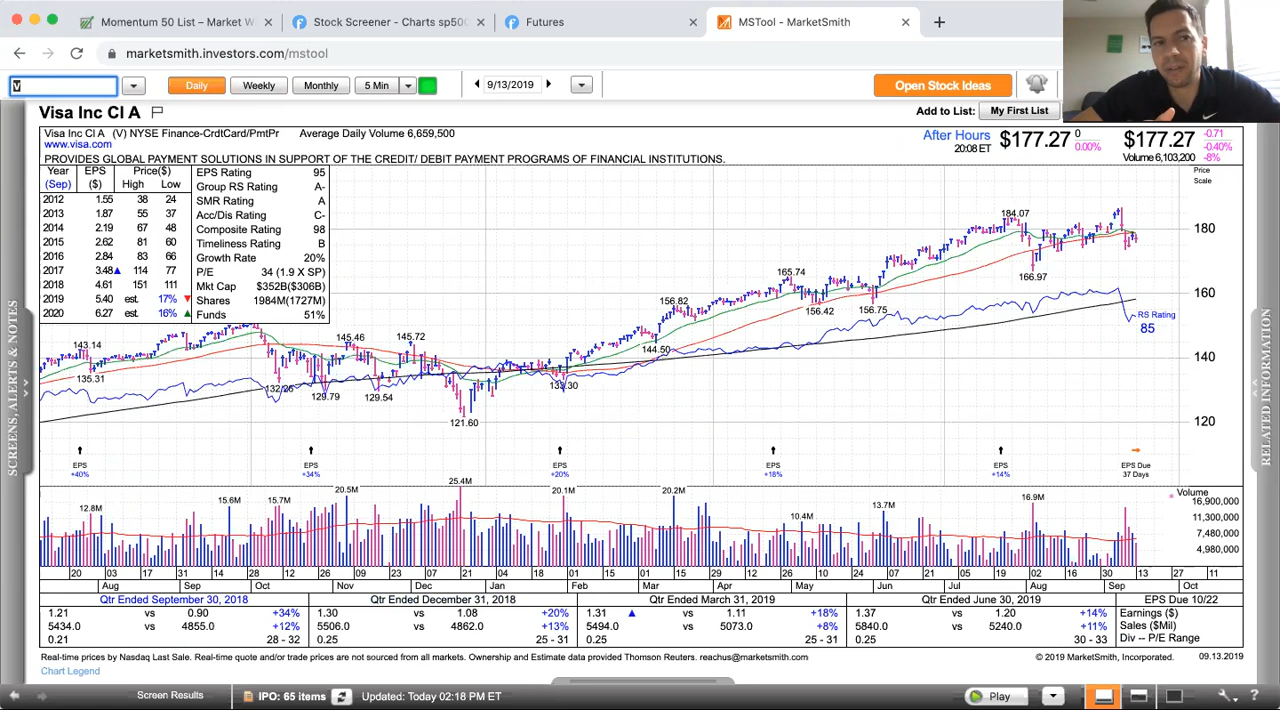 Momentum 50 List – Market W
Stock Screener - Charts sp500
Futures
MSTool - MarketSmith
marketsmith.investors.com/mstool
V
Daily
Weekly
Monthly
5 Min
9/13/2019
Open Stock Ideas
Visa Inc Cl A
Add to List:
My First List
Visa Inc Cl A (V) NYSE Finance-CrdtCard/PmtPr Average Daily Volume 6,659,500
www.visa.com
PROVIDES GLOBAL PAYMENT SOLUTIONS IN SUPPORT OF THE CREDIT/ DEBIT PAYMENT PROGRAMS OF FINANCIAL INSTITUTIONS.
After Hours
20:08 ET
$177.27
0
0.00%
$177.27
-0.71
-0.40%
Volume 6,103,200
-8%
Year EPS Price($)
(Sep) ($) High Low
2012 1.55 38 24
2013 1.87 55 37
2014 2.19 67 48
2015 2.62 81 60
2016 2.84 83 66
2017 3.48 114 77
2018 4.61 151 111
2019 5.40 est. 17%
2020 6.27 est. 16%
EPS Rating 95
Group RS Rating A-
SMR Rating A
Acc/Dis Rating C-
Composite Rating 98
Timeliness Rating B
Growth Rate 20%
P/E 34 (1.9 X SP)
Mkt Cap $352B($306B)
Shares 1984M(1727M)
Funds 51%
Price
Scale
180
160
140
120
143.14
135.31
132.26
129.79
145.46
129.54
145.72
121.60
133.30
156.82
144.50
165.74
156.42
156.75
184.07
166.97
RS Rating
85
EPS
+40%
EPS
+34%
EPS
+20%
EPS
+18%
EPS
+14%
EPS Due
37 Days
Volume
16,900,000
11,300,000
7,480,000
4,980,000
12.8M
15.6M
15.7M
20.5M
25.4M
20.1M
20.2M
10.4M
13.7M
16.9M
20 03 17 31 14 28 12 26 09 23 07 21 04 18 01 15 01 15 29 12 26 10 24 07 21 05 19 02 16 30 13 27 11
Aug Sep Oct Nov Dec Jan Feb Mar Apr May Jun Jul Aug Sep Oct
Qtr Ended September 30, 2018
1.21 vs 0.90 +34%
5434.0 vs 4855.0 +12%
0.21 28 - 32
Qtr Ended December 31, 2018
1.30 vs 1.08 +20%
5506.0 vs 4862.0 +13%
0.25 25 - 31
Qtr Ended March 31, 2019
1.31 vs 1.11 +18%
5494.0 vs 5073.0 +8%
0.25 25 - 31
Qtr Ended June 30, 2019
1.37 vs 1.20 +14%
5840.0 vs 5240.0 +11%
0.25 30 - 33
EPS Due 10/22
Earnings ($)
Sales ($Mil)
Div -- P/E Range
Real-time prices by Nasdaq Last Sale. Real-time quote and/or trade prices are not sourced from all markets. Ownership and Estimate data provided Thomson Reuters. reachus@marketsmith.com
© 2019 MarketSmith, Incorporated.
09.13.2019
Chart Legend
SCREENS, ALERTS & NOTES
RELATED INFORMATION
Screen Results
IPO: 65 items
Updated: Today 02:18 PM ET
Play
?